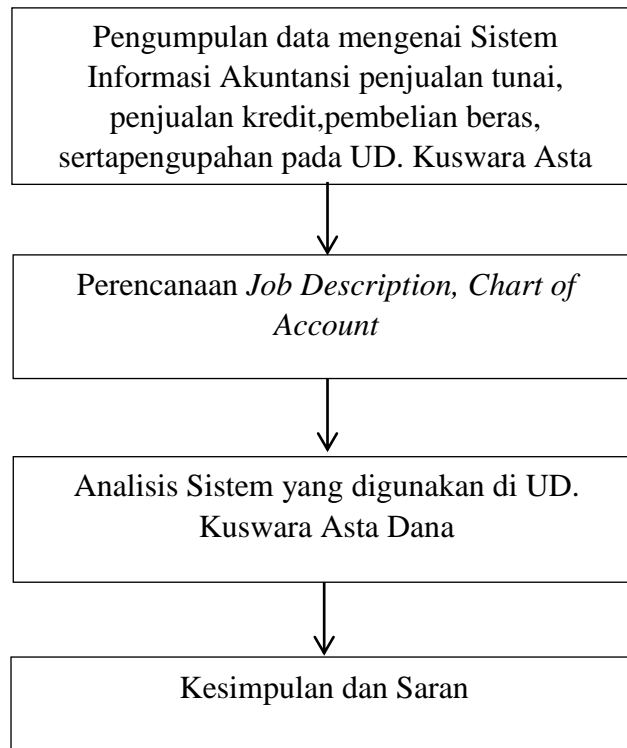 Pengumpulan data mengenai Sistem
Informasi Akuntansi penjualan tunai,
penjualan kredit,pembelian beras,
sertapengupahan pada UD. Kuswara Asta
Perencanaan Job Description, Chart of
Account
Analisis Sistem yang digunakan di UD.
Kuswara Asta Dana
Kesimpulan dan Saran